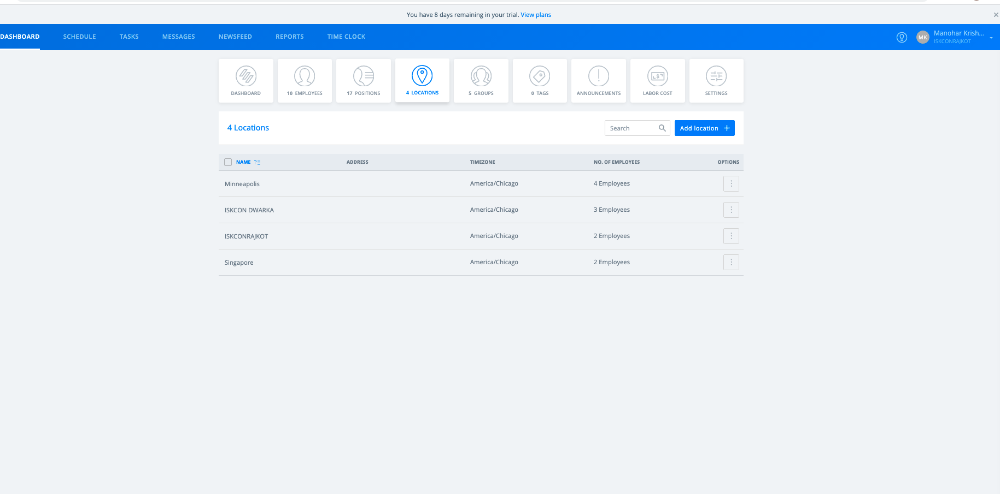 You have 8 days remaining in your trial. View plans
DASHBOARD SCHEDULE TASKS MESSAGES NEWSFEED REPORTS TIME CLOCK
MK Manohar Krish...
ISKCONRAJKOT
DASHBOARD 10 EMPLOYEES 17 POSITIONS 4 LOCATIONS 5 GROUPS 0 TAGS ANNOUNCEMENTS LABOR COST SETTINGS
4 Locations Search Add location +
NAME ADDRESS TIMEZONE NO. OF EMPLOYEES OPTIONS
Minneapolis America/Chicago 4 Employees
ISKCON DWARKA America/Chicago 3 Employees
ISKCONRAJKOT America/Chicago 2 Employees
Singapore America/Chicago 2 Employees